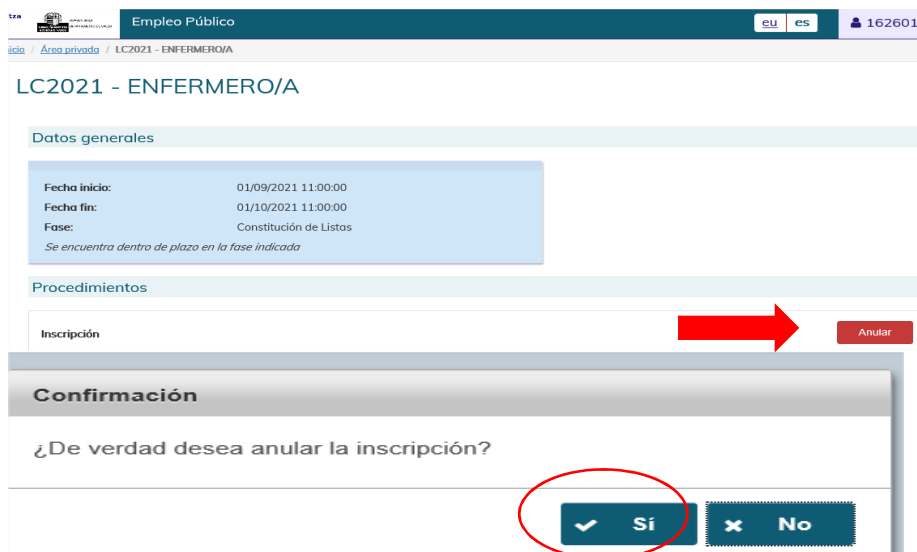 tza
Empleo Público
eu es
162601
icio / Área privada / LC2021 - ENFERMERO/A
LC2021 - ENFERMERO/A
Datos generales
Fecha inicio: 01/09/2021 11:00:00
Fecha fin: 01/10/2021 11:00:00
Fase: Constitución de Listas
Se encuentra dentro de plazo en la fase indicada
Procedimientos
Inscripción Anular
Confirmación
¿De verdad desea anular la inscripción?
Sí No